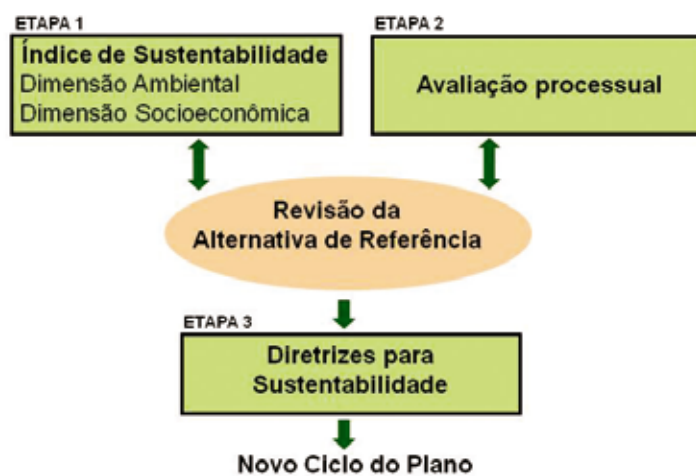 ETAPA 1
Índice de Sustentabilidade
Dimensão Ambiental
Dimensão Socioeconômica
ETAPA 2
Avaliação processual
Revisão da
Alternativa de Referência
ETAPA 3
Diretrizes para
Sustentabilidade
Novo Ciclo do Plano